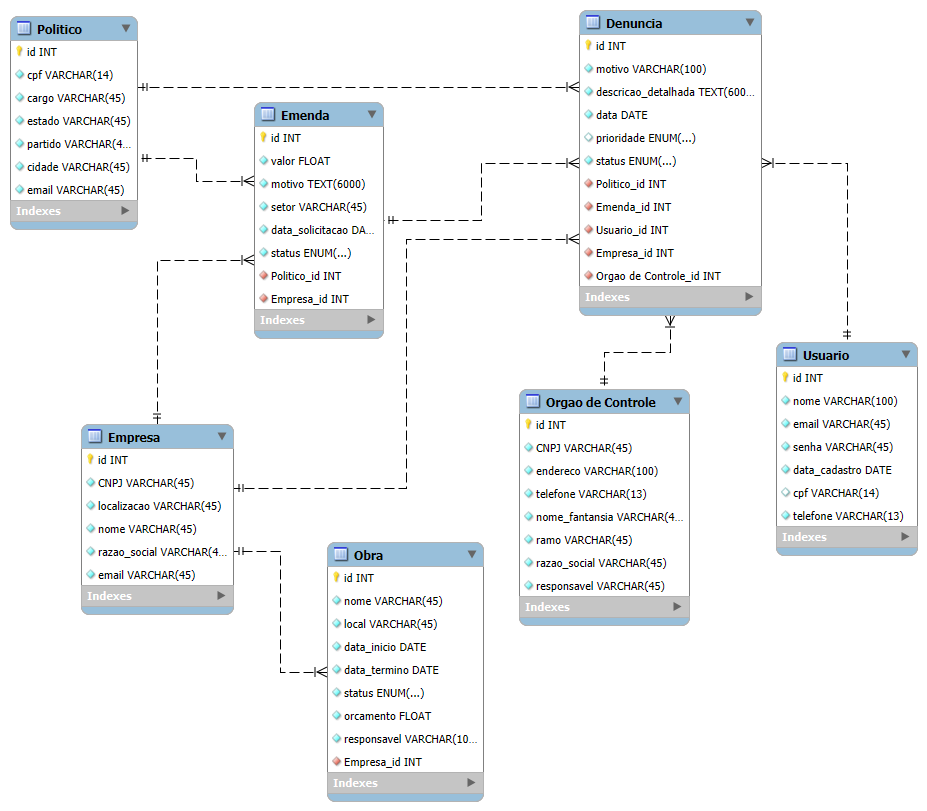 Politico
id INT
cpf VARCHAR(14)
cargo VARCHAR(45)
estado VARCHAR(45)
partido VARCHAR(4...
cidade VARCHAR(45)
email VARCHAR(45)
Indexes
Emenda
id INT
valor FLOAT
motivo TEXT(6000)
setor VARCHAR(45)
data_solicitacao DA...
status ENUM(...)
Politico_id INT
Empresa_id INT
Indexes
Denuncia
id INT
motivo VARCHAR(100)
descricao_detalhada TEXT(600...
data DATE
prioridade ENUM(...)
status ENUM(...)
Politico_id INT
Emenda_id INT
Usuario_id INT
Empresa_id INT
Orgao de Controle_id INT
Indexes
Usuario
id INT
nome VARCHAR(100)
email VARCHAR(45)
senha VARCHAR(45)
data_cadastro DATE
cpf VARCHAR(14)
telefone VARCHAR(13)
Indexes
Orgao de Controle
id INT
CNPJ VARCHAR(45)
endereco VARCHAR(100)
telefone VARCHAR(13)
nome_fantansia VARCHAR(4...
ramo VARCHAR(45)
razao_social VARCHAR(45)
responsavel VARCHAR(45)
Indexes
Empresa
id INT
CNPJ VARCHAR(45)
localizacao VARCHAR(45)
nome VARCHAR(45)
razao_social VARCHAR(4...
email VARCHAR(45)
Indexes
Obra
id INT
nome VARCHAR(45)
local VARCHAR(45)
data_inicio DATE
data_termino DATE
status ENUM(...)
orcamento FLOAT
responsavel VARCHAR(10...
Empresa_id INT
Indexes